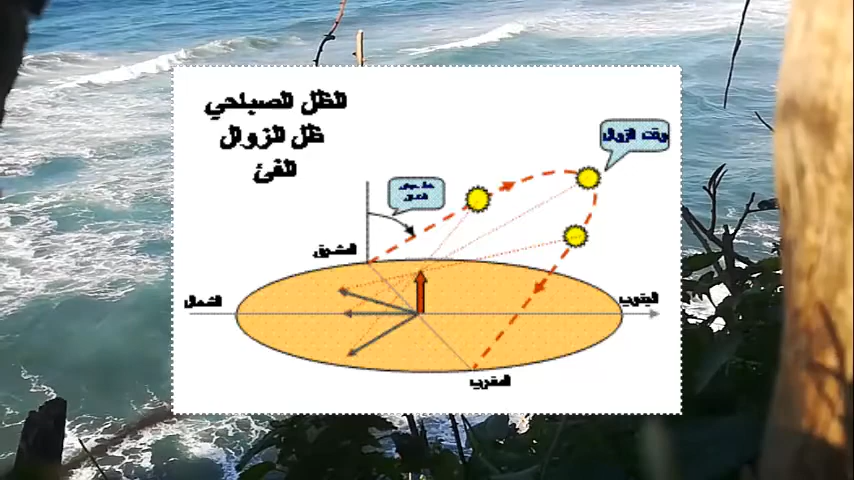 الظل الصباحي
ظل الزوال
الفئ
وقت الزوال
الشرق
الشمال
الجنوب
المغرب